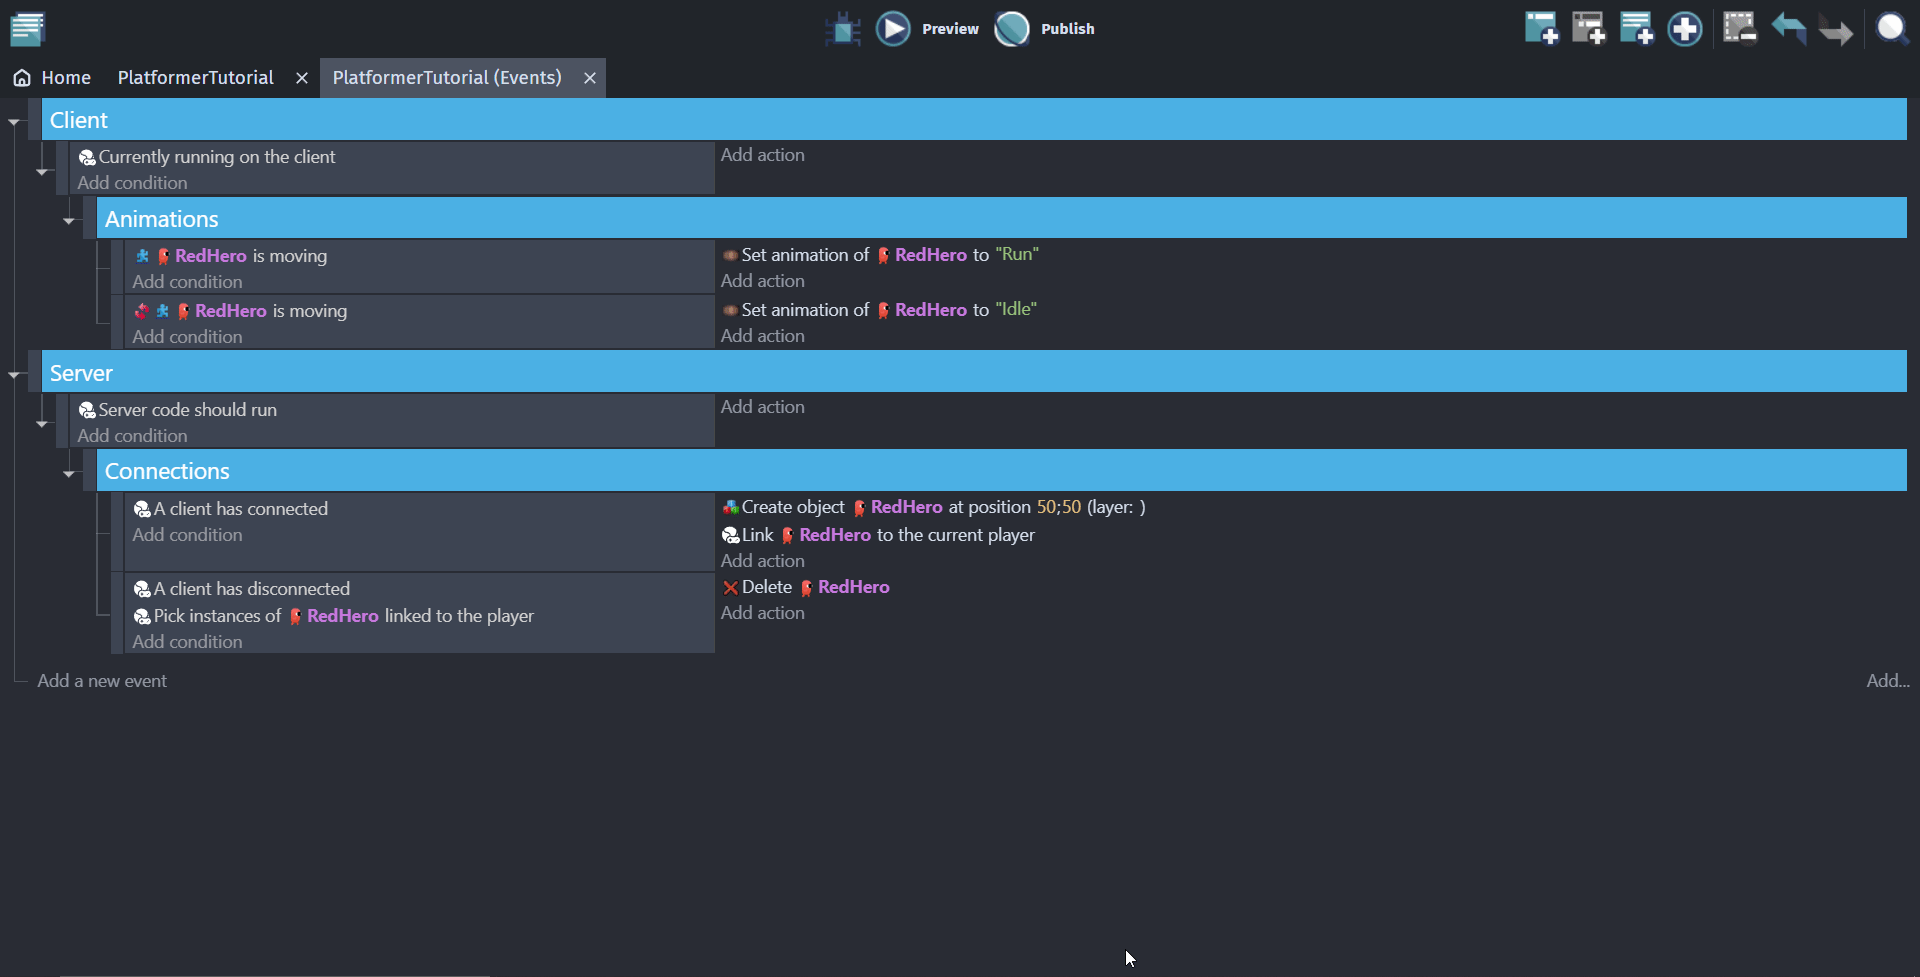 Preview
Publish
Home
PlatformerTutorial
PlatformerTutorial (Events)
Client
Currently running on the client
Add action
Add condition
Animations
RedHero is moving
Set animation of RedHero to "Run"
Add condition
Add action
RedHero is moving
Set animation of RedHero to "Idle"
Add condition
Add action
Server
Server code should run
Add action
Add condition
Connections
A client has connected
Create object RedHero at position 50;50 (layer: )
Add condition
Link RedHero to the current player
Add action
A client has disconnected
Delete RedHero
Pick instances of RedHero linked to the player
Add action
Add condition
Add a new event
Add...